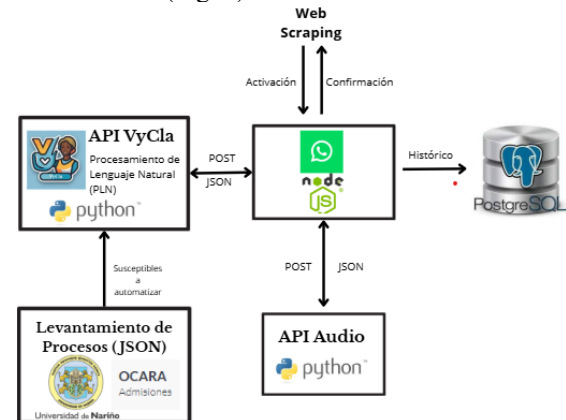 Web
Scraping
Activación
Confirmación
API VyCla
Procesamiento de
Lenguaje Natural
(PLN)
python
POST
JSON
node
JS
Histórico
PostgreSQL
Susceptibles
a
automatizar
POST
JSON
Levantamiento de
Procesos (JSON)
OCARA
Admisiones
Universidad de Nariño
API Audio
python